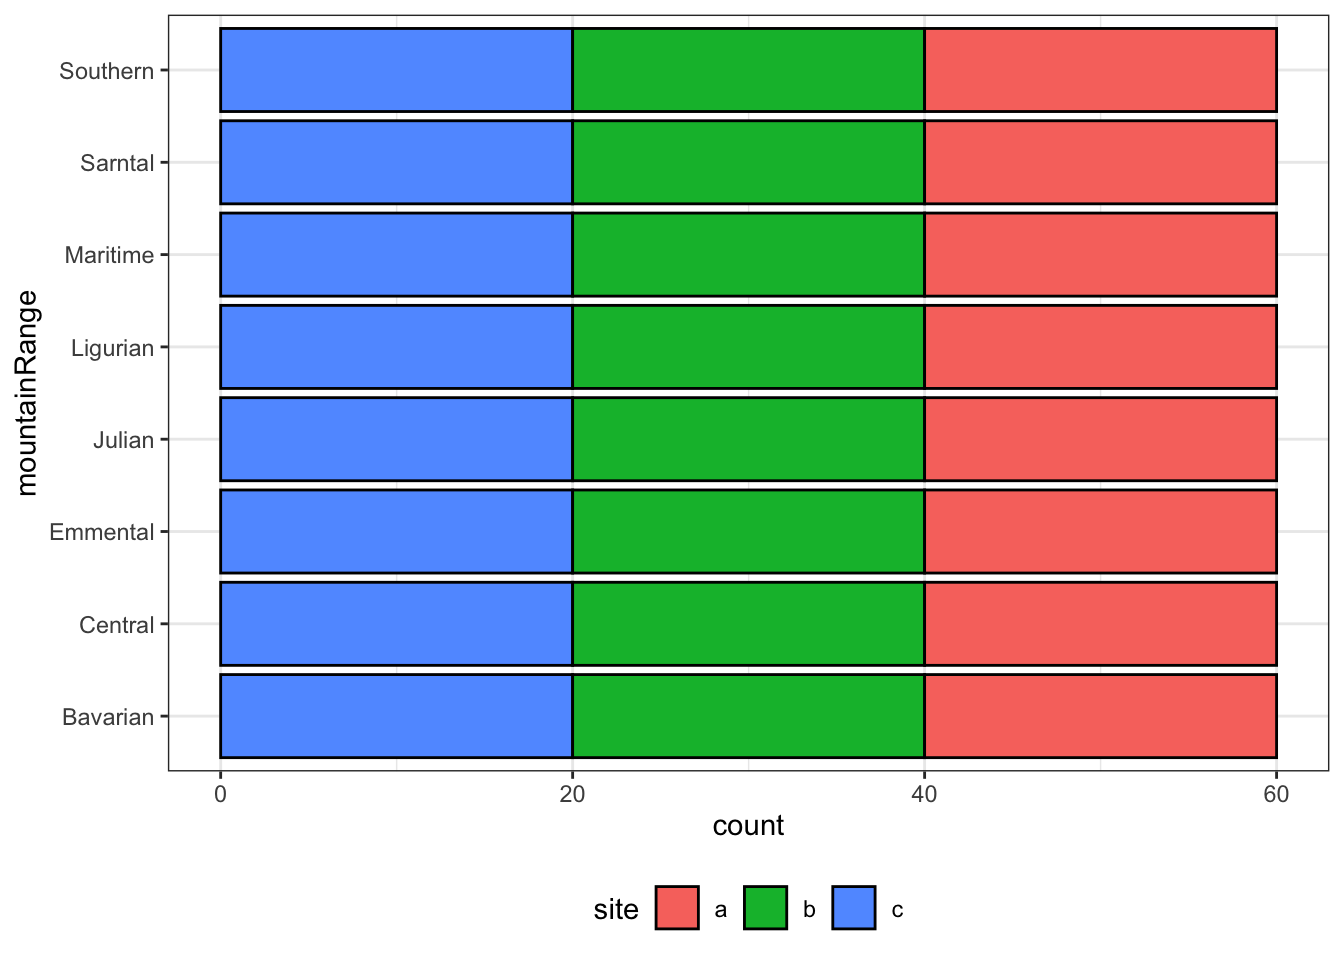 Southern
Sarntal
Maritime
Ligurian
Julian
Emmental
Central
Bavarian
mountainRange
0 20 40 60
count
site a b c